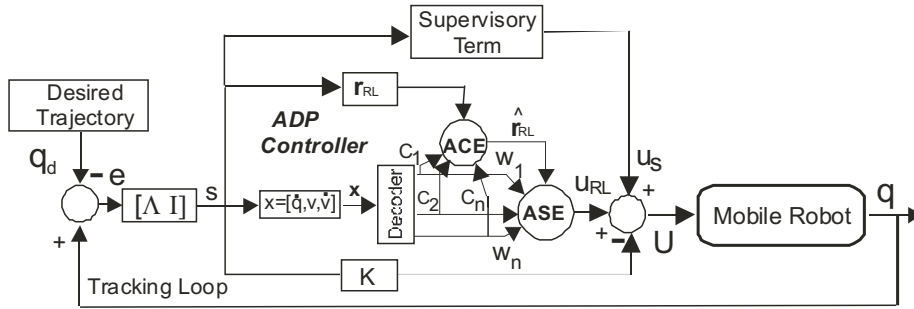 Supervisory
Term
Desired
Trajectory
r_RL
ADP
Controller
ACE
r̂_RL
q_d
-
e
[Λ I]
s
x=[q̇,v,v̇]
x
Decoder
C_1
C_2
C_n
w_1
w_n
ASE
u_RL
u_s
+
+
-
U
Mobile Robot
q
+
K
Tracking Loop